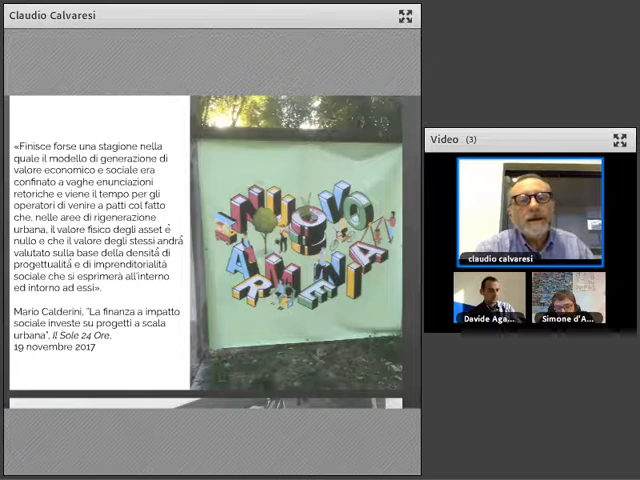 Claudio Calvaresi
«Finisce forse una stagione nella
quale il modello di generazione di
valore economico e sociale era
confinato a vaghe enunciazioni
retoriche e viene il tempo per gli
operatori di venire a patti col fatto
che, nelle aree di rigenerazione
urbana, il valore fisico degli asset è
nullo e che il valore degli stessi andrà
valutato sulla base della densità di
progettualità e di imprenditorialità
sociale che si esprimerà all'interno
ed intorno ad essi».
Mario Calderini, "La finanza a impatto
sociale investe su progetti a scala
urbana", Il Sole 24 Ore,
19 novembre 2017
NUOVO
ARMENIA
Video (3)
claudio calvaresi
Davide Aga...
Simone d'A...